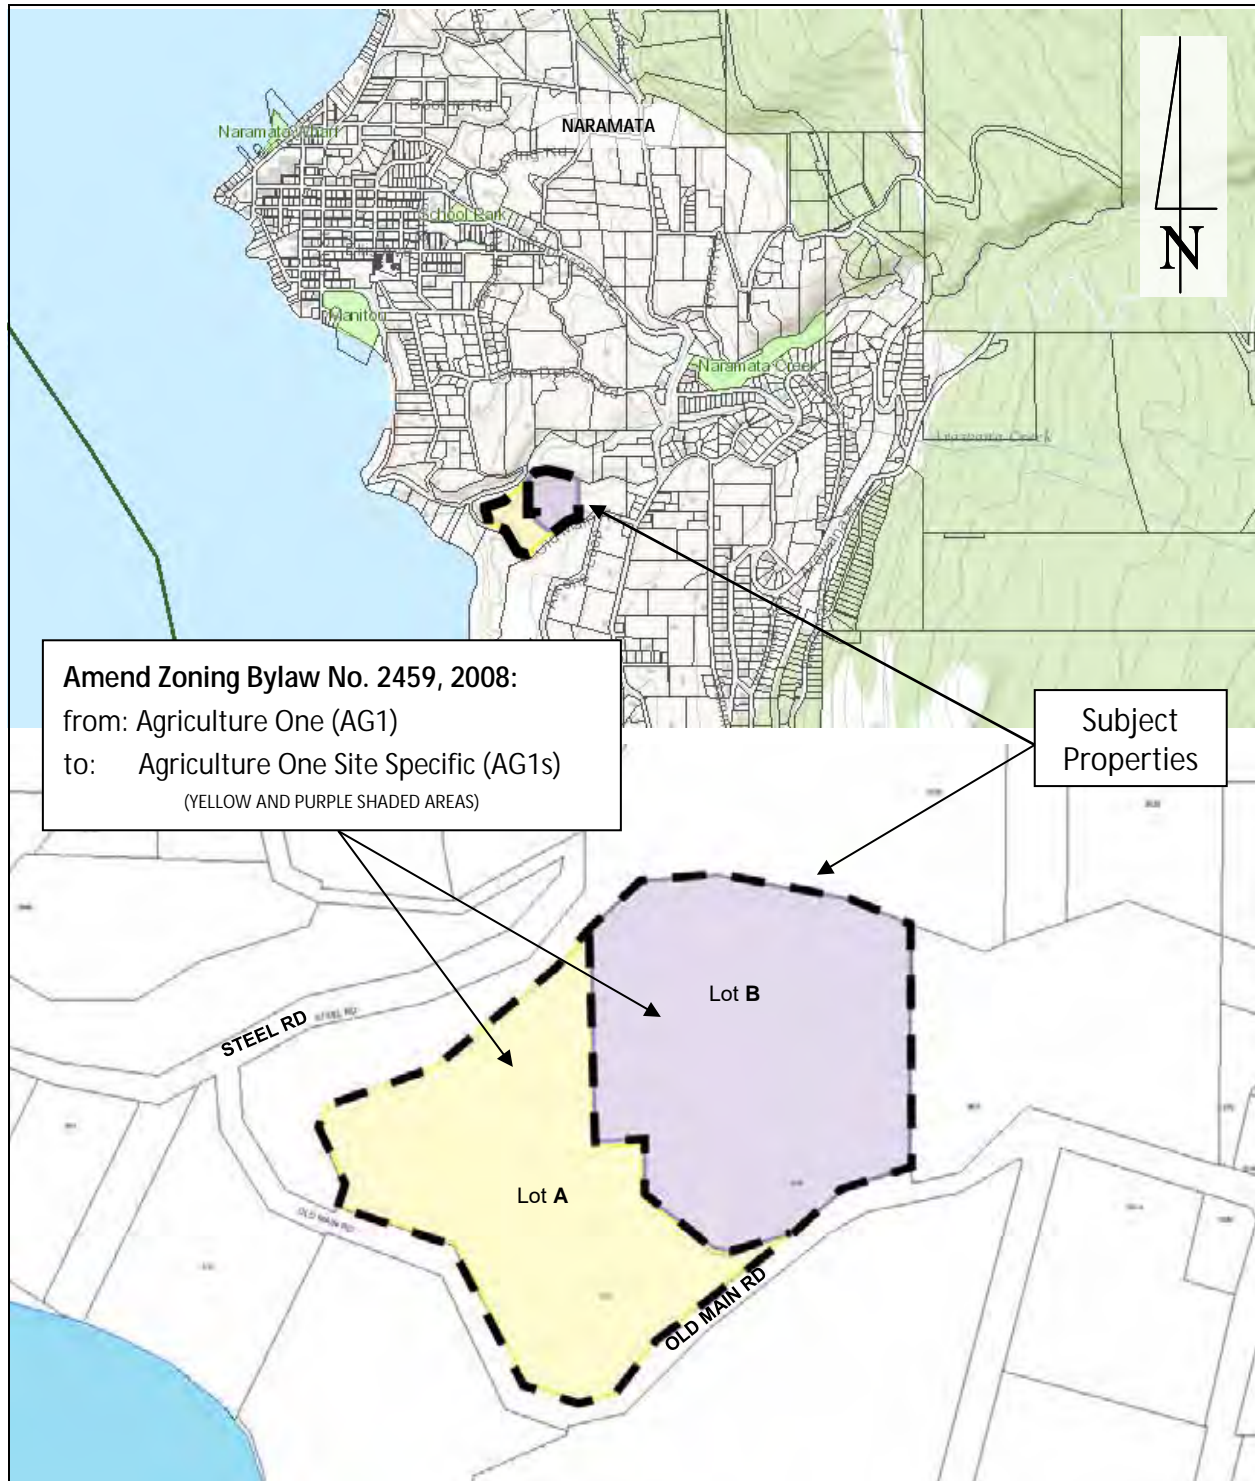 Naramata Wharf
NARAMATA
School Park
N
Manitou
Naramata Creek
Amend Zoning Bylaw No. 2459, 2008:
from: Agriculture One (AG1)
to: Agriculture One Site Specific (AG1s)
(YELLOW AND PURPLE SHADED AREAS)
Subject
Properties
Lot B
STEEL RD STEEL RD
Lot A
OLD MAIN RD
OLD MAIN RD